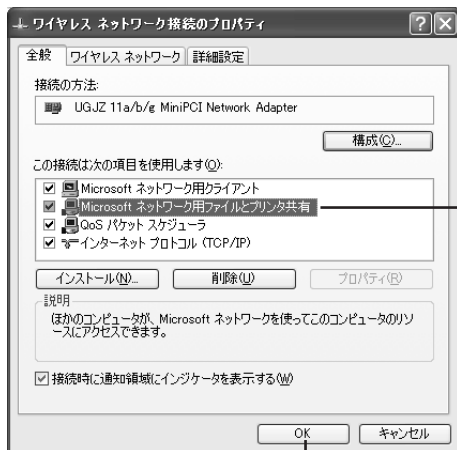 ワイヤレス ネットワーク接続のプロパティ
全般 ワイヤレス ネットワーク 詳細設定
接続の方法:
UGJZ 11a/b/g MiniPCI Network Adapter
構成(C)...
この接続は次の項目を使用します(O):
Microsoft ネットワーク用クライアント
Microsoft ネットワーク用ファイルとプリンタ共有
QoS パケット スケジューラ
インターネット プロトコル (TCP/IP)
インストール(N)... 削除(U) プロパティ(R)
説明
ほかのコンピュータが、Microsoft ネットワークを使ってこのコンピュータのリソ
ースにアクセスできます。
接続時に通知領域にインジケータを表示する(W)
OK キャンセル